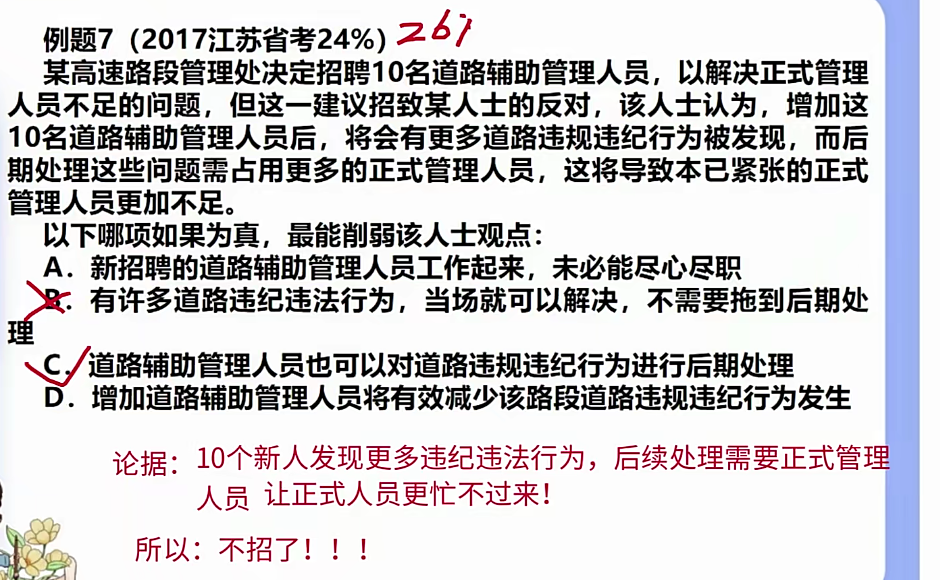 例题7（2017江苏省考24%）26%
某高速路段管理处决定招聘10名道路辅助管理人员，以解决正式管理
人员不足的问题，但这一建议招致某人士的反对，该人士认为，增加这
10名道路辅助管理人员后，将会有更多道路违规违纪行为被发现，而后
期处理这些问题需占用更多的正式管理人员，这将导致本已紧张的正式
管理人员更加不足。
以下哪项如果为真，最能削弱该人士观点：
A．新招聘的道路辅助管理人员工作起来，未必能尽心尽职
B．有许多道路违纪违法行为，当场就可以解决，不需要拖到后期处
理
C．道路辅助管理人员也可以对道路违规违纪行为进行后期处理
D．增加道路辅助管理人员将有效减少该路段道路违规违纪行为发生
论据：10个新人发现更多违纪违法行为，后续处理需要正式管理
人员 让正式人员更忙不过来！
所以：不招了！！！